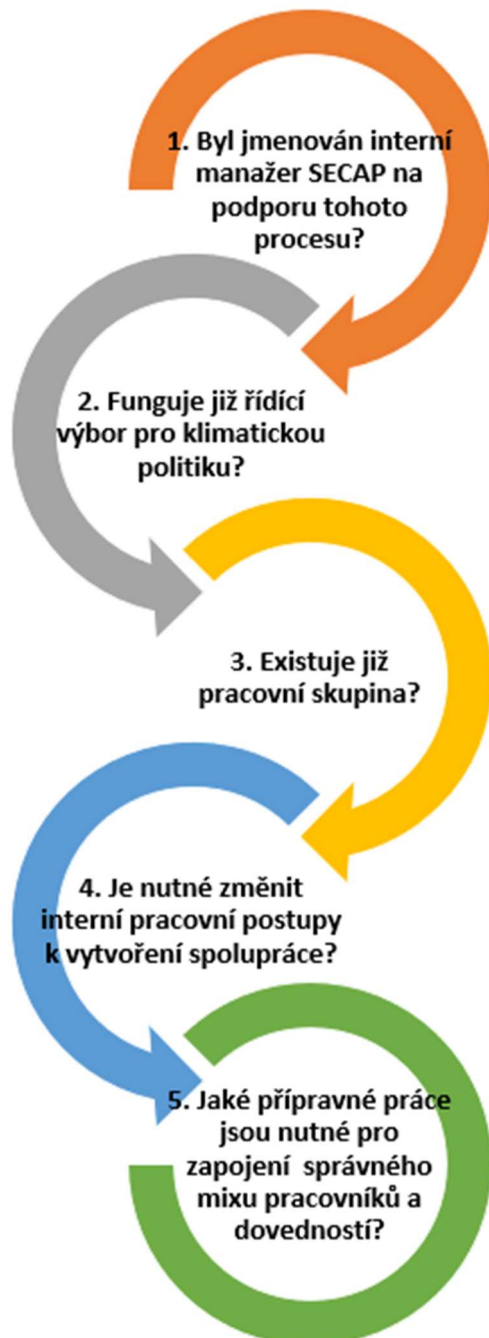 1. Byl jmenován interní
manažer SECAP na
podporu tohoto
procesu?
2. Funguje již řídící
výbor pro klimatickou
politiku?
3. Existuje již
pracovní skupina?
4. Je nutné změnit
interní pracovní postupy
k vytvoření spolupráce?
5. Jaké přípravné práce
jsou nutné pro
zapojení  správného
mixu pracovníků a
dovedností?